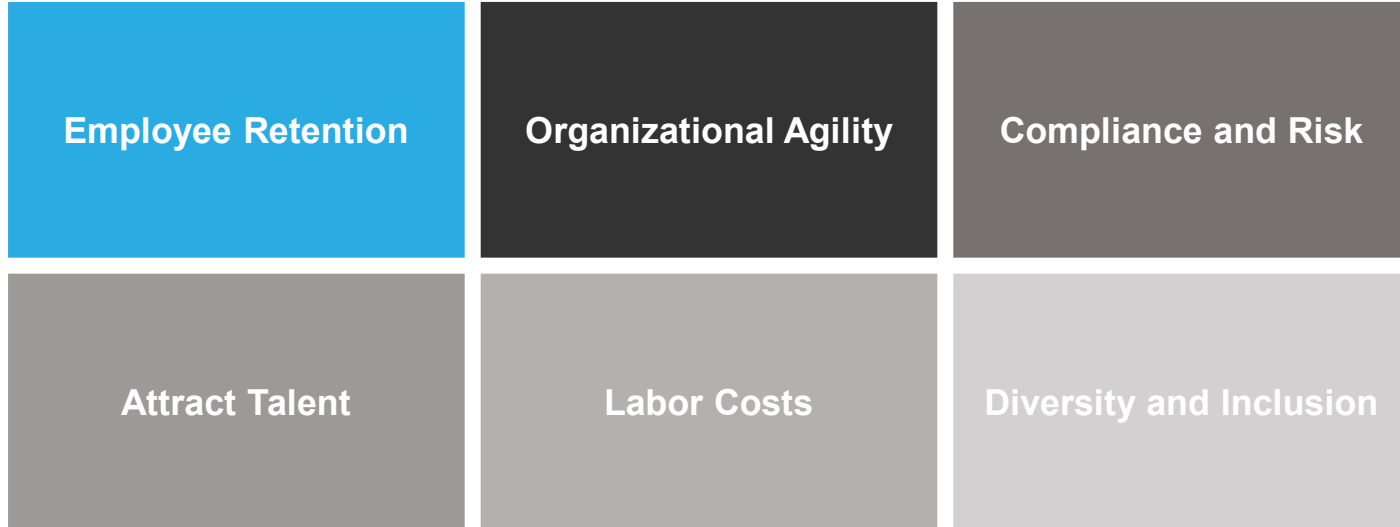 Employee Retention
Organizational Agility
Compliance and Risk
Attract Talent
Labor Costs
Diversity and Inclusion